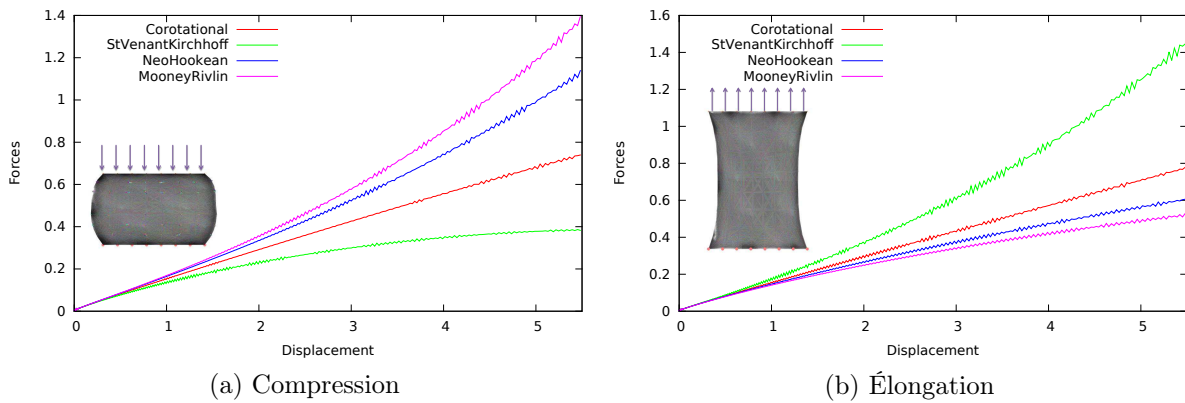 1.4
1.2
1
0.8
0.6
0.4
0.2
0
Forces
Corotational
StVenantKirchhoff
NeoHookean
MooneyRivlin
0 1 2 3 4 5
Displacement
(a) Compression
1.6
1.4
1.2
1
0.8
0.6
0.4
0.2
0
Forces
Corotational
StVenantKirchhoff
NeoHookean
MooneyRivlin
0 1 2 3 4 5
Displacement
(b) Élongation